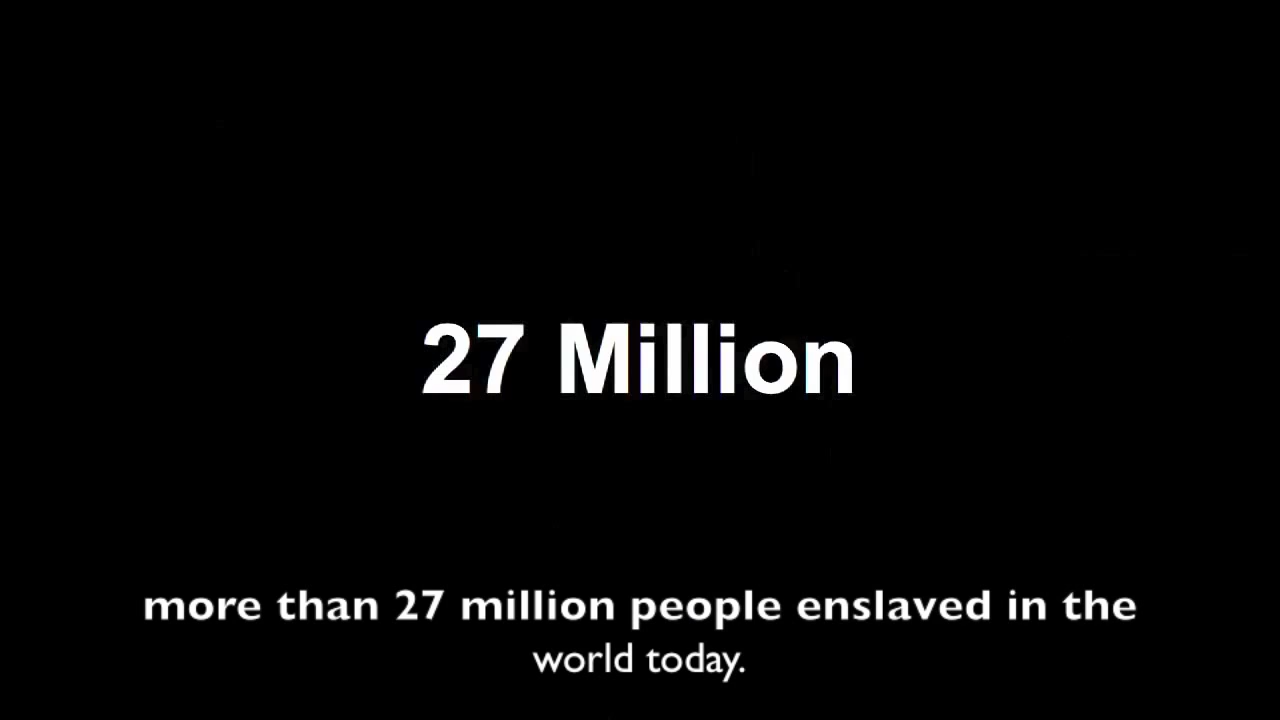 27 Million
more than 27 million people enslaved in the
world today.